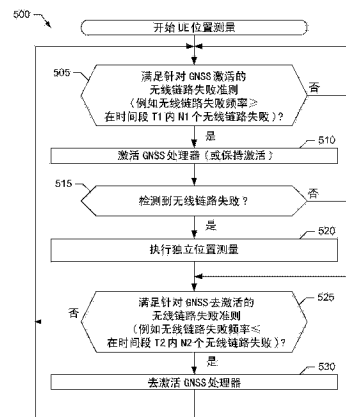 500
开始 UE 位置测量
505
满足针对 GNSS 激活的
无线链路失败准则
（例如无线链路失败频率≥
在时间段 T1 内 N1 个无线链路失败）？
否
是
510
激活 GNSS 处理器（或保持激活）
515
检测到无线链路失败？
否
是
520
执行独立位置测量
525
满足针对 GNSS 去激活的
无线链路失败准则
（例如无线链路失败频率≤
在时间段 T2 内 N2 个无线链路失败）？
否
是
530
去激活 GNSS 处理器